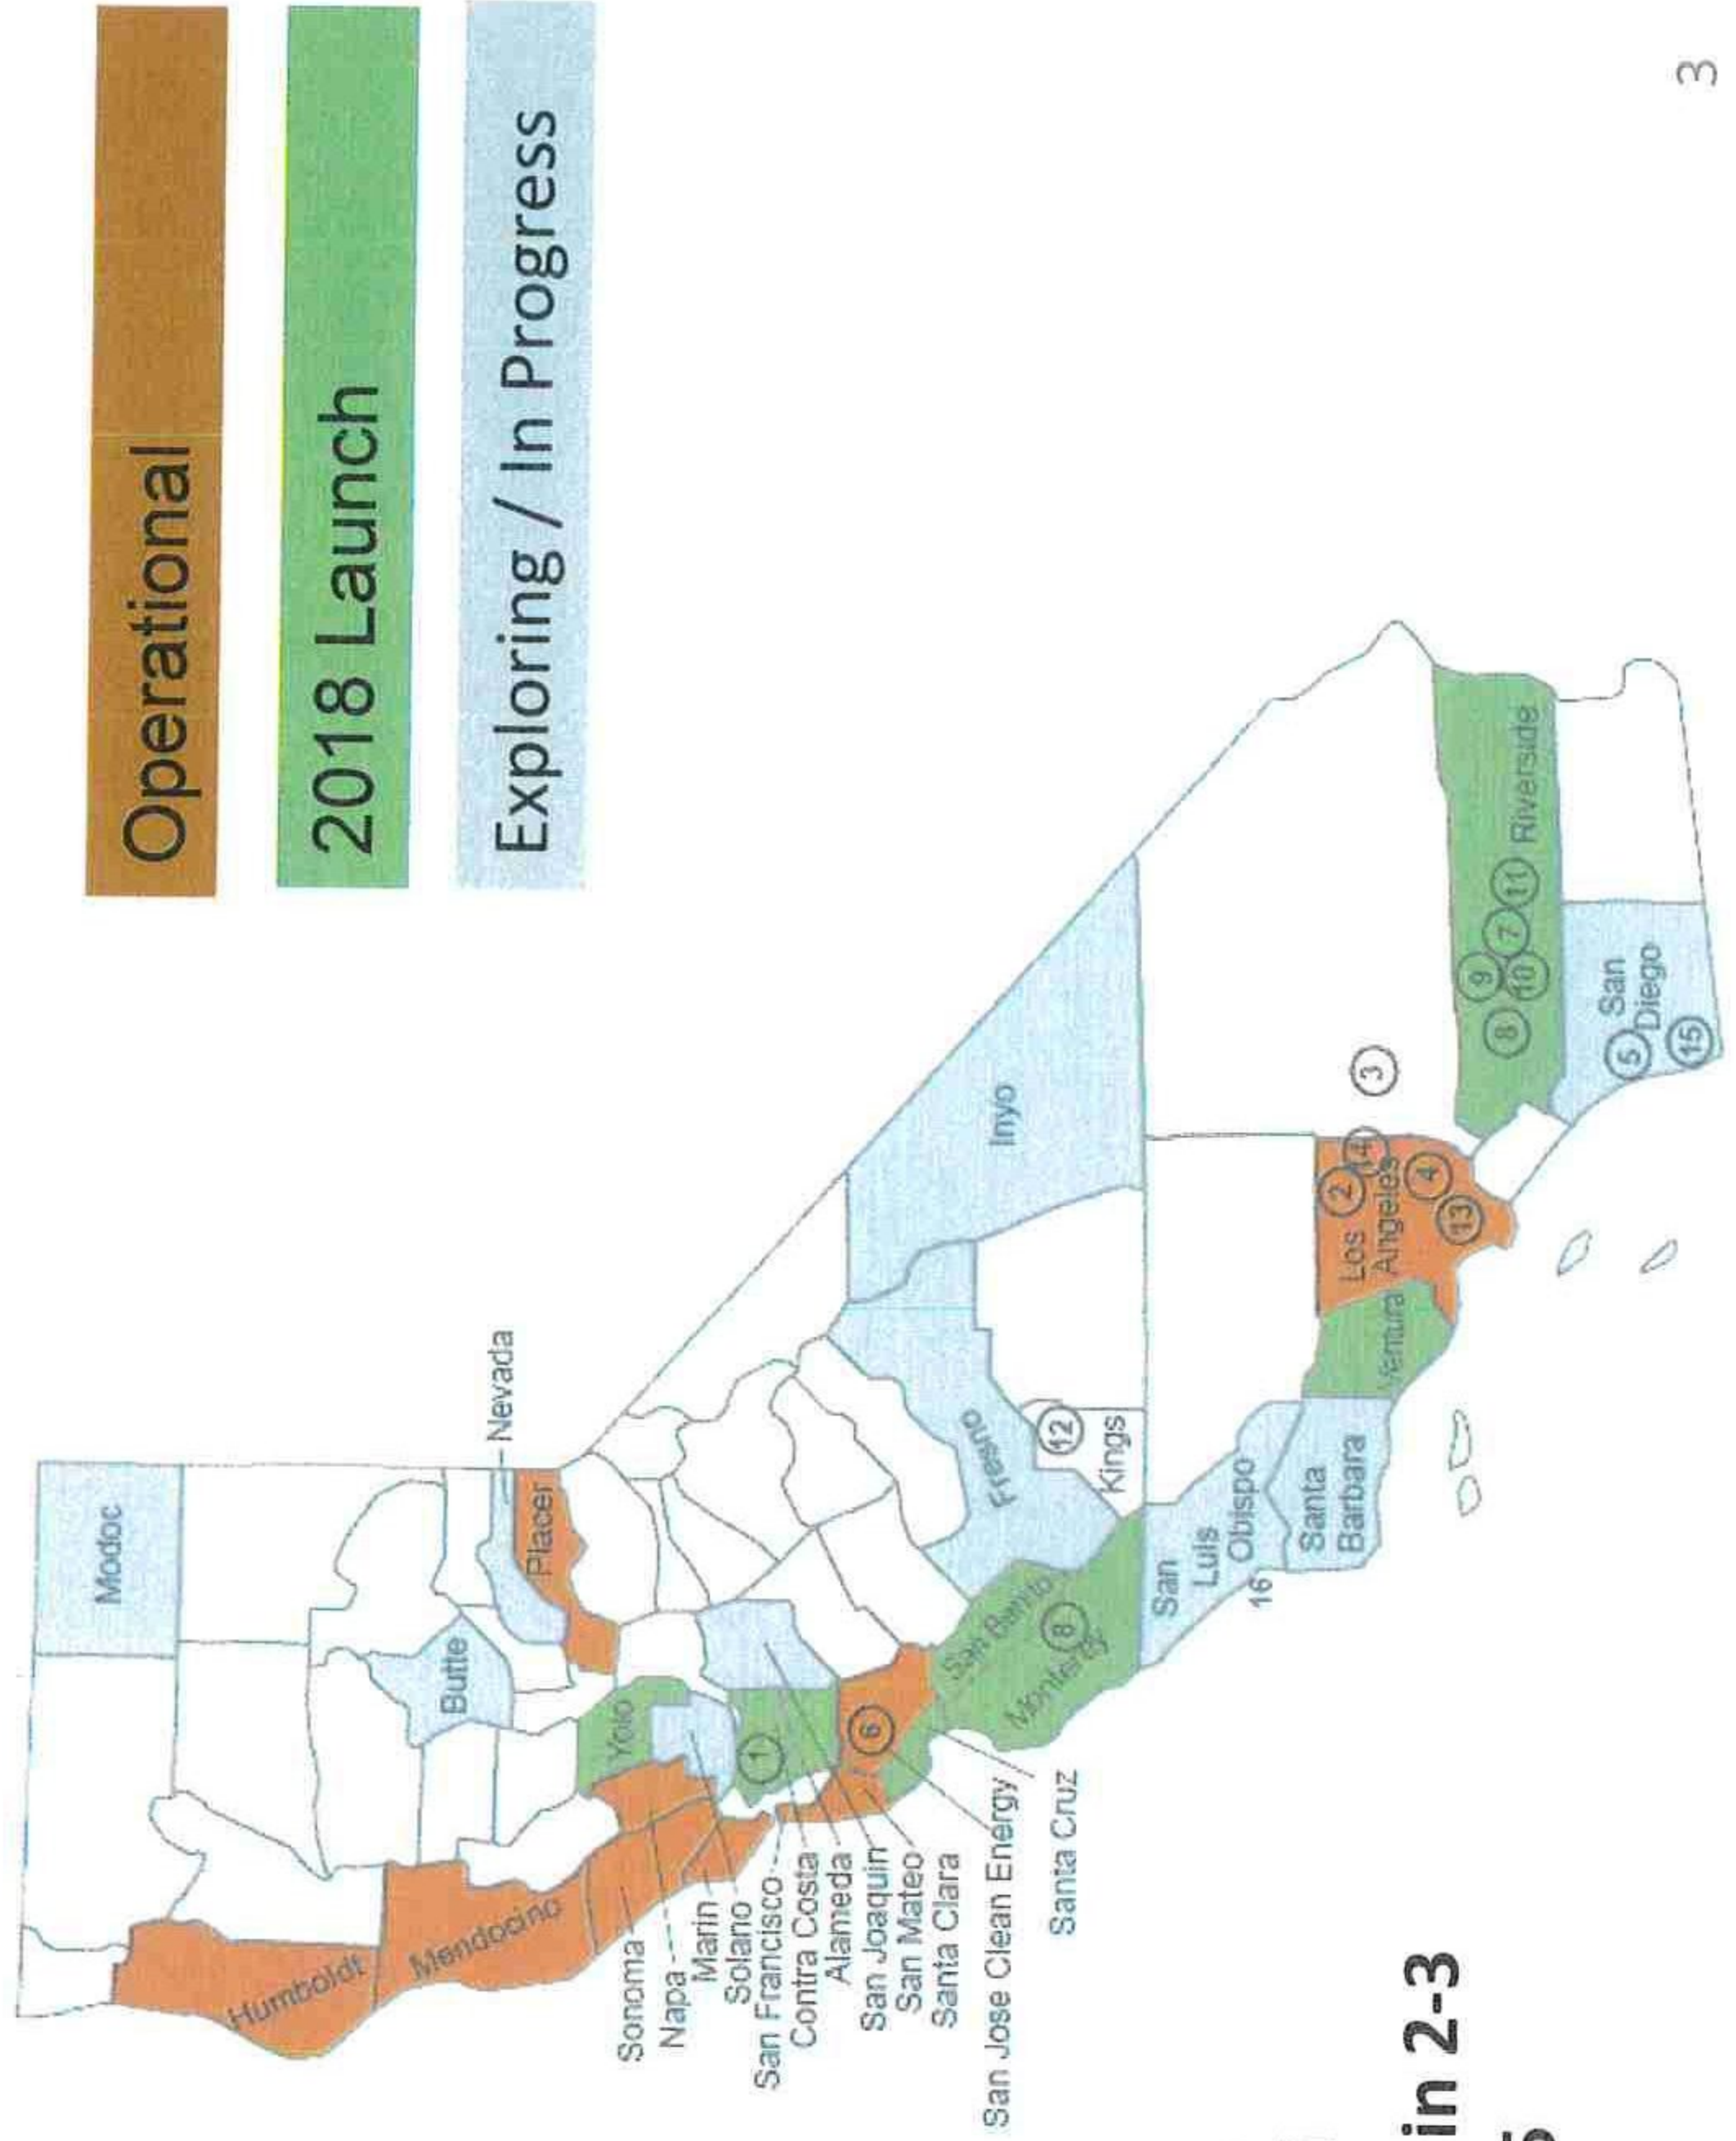 Operational
2018 Launch
Exploring / In Progress
Modoc
Nevada
Placer
Butte
Yolo
Humboldt
Mendocino
Sonoma
Napa
Marin
Solano
San Francisco
Contra Costa
Alameda
San Joaquin
San Mateo
Santa Clara
San Jose Clean Energy
Santa Cruz
1
6
San Benito
Monterey
8
Fresno
Inyo
12
Kings
San
Luis
Obispo
16
Santa
Barbara
Ventura
Los
Angeles
2
14
4
13
3
9
7
11
8
10
Riverside
San
Diego
5
15
in 2-3
3